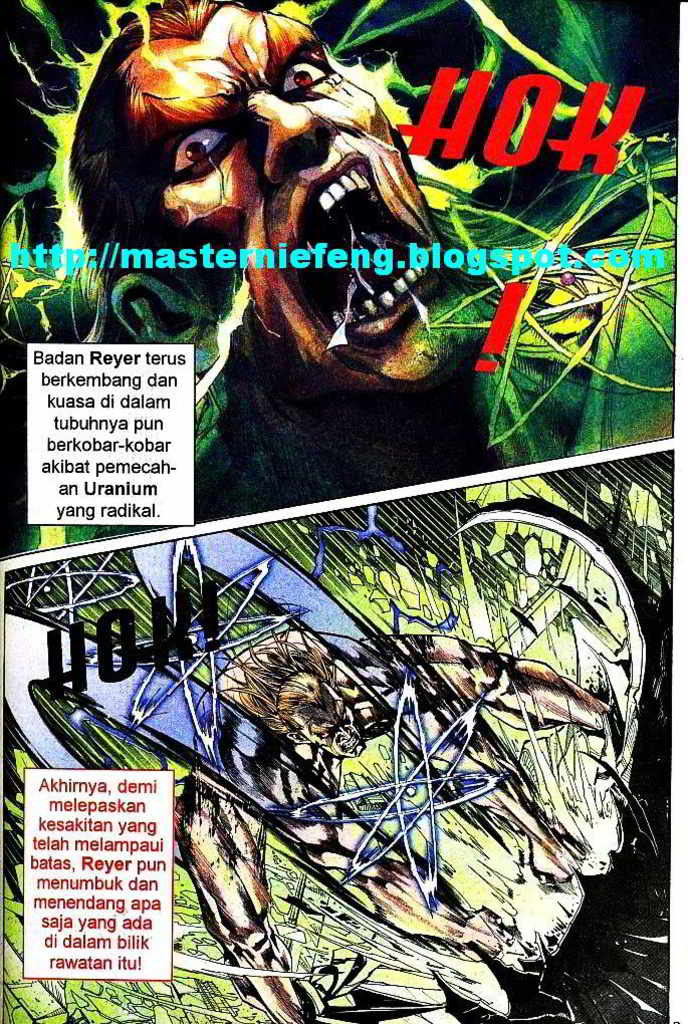 HOK
http://masterniefeng.blogspot.com
!
Badan Reyer terus
berkembang dan
kuasa di dalam
tubuhnya pun
berkobar-kobar
akibat pemecah-
an Uranium
yang radikal.
HOK!
Akhirnya, demi
melepaskan
kesakitan yang
telah melampaui
batas, Reyer pun
menumbuk dan
menendang apa
saja yang ada
di dalam bilik
rawatan itu!